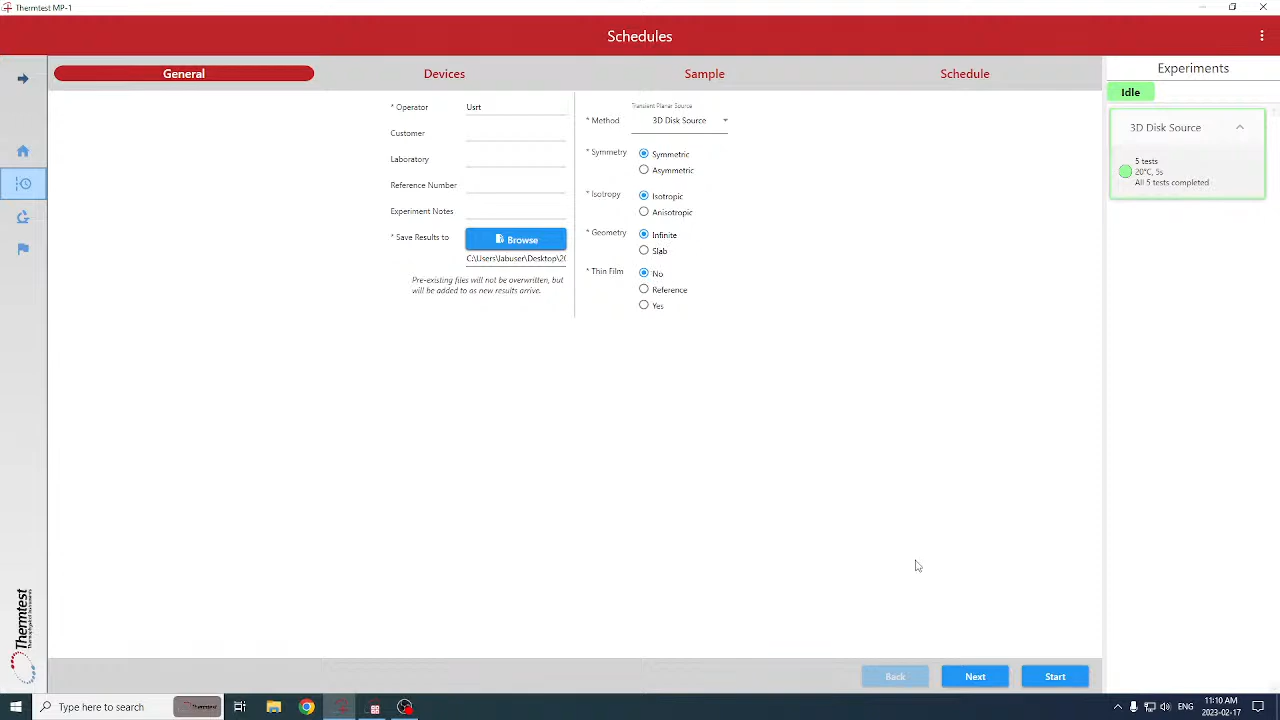 Thermtest MP-1
Schedules
General
Devices
Sample
Schedule
Experiments
Idle
3D Disk Source
5 tests
20°C, 5s
All 5 tests completed
* Operator
Usrt
Customer
Laboratory
Reference Number
Experiment Notes
* Save Results to
Browse
C:\Users\labuser\Desktop\20
Pre-existing files will not be overwritten, but
will be added to as new results arrive.
Transient Planar Source
* Method
3D Disk Source
* Symmetry
Symmetric
Asymmetric
* Isotropy
Isotropic
Anisotropic
* Geometry
Infinite
Slab
* Thin Film
No
Reference
Yes
Thermtest
Back
Next
Start
Type here to search
Thermtest
ENG
11:10 AM
2023-02-17